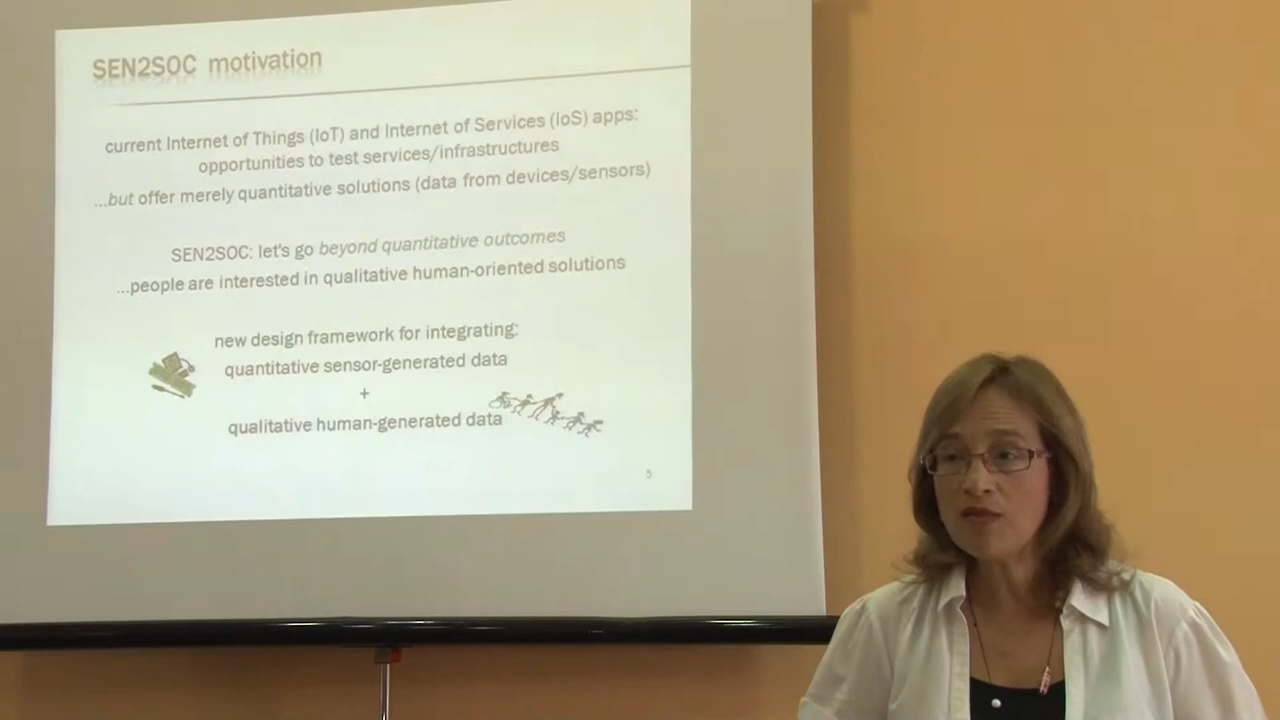 SEN2SOC motivation
current Internet of Things (IoT) and Internet of Services (IoS) apps:
opportunities to test services/infrastructures
...but offer merely quantitative solutions (data from devices/sensors)
SEN2SOC: let's go beyond quantitative outcomes
...people are interested in qualitative human-oriented solutions
new design framework for integrating:
quantitative sensor-generated data
+
qualitative human-generated data
5